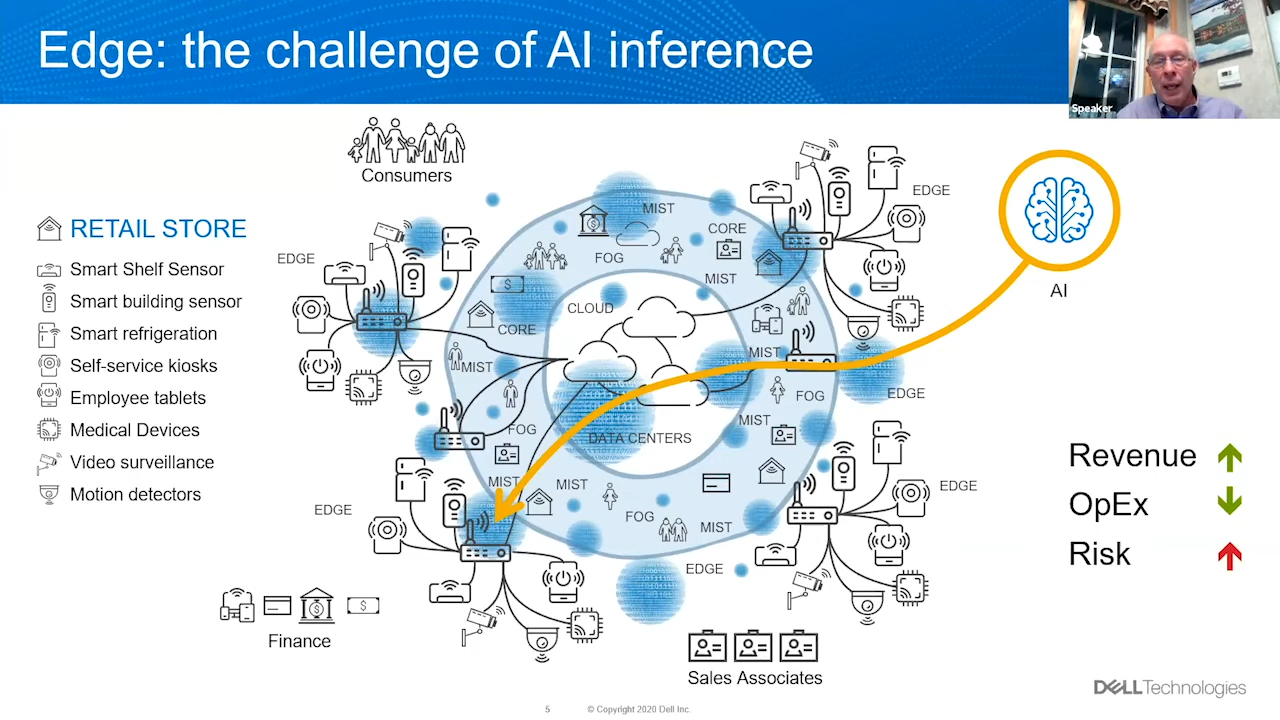 Edge: the challenge of AI inference
Speaker
Consumers
RETAIL STORE
Smart Shelf Sensor
Smart building sensor
Smart refrigeration
Self-service kiosks
Employee tablets
Medical Devices
Video surveillance
Motion detectors
EDGE
MIST
CORE
FOG
MIST
EDGE
CLOUD
CORE
MIST
MIST
FOG
EDGE
FOG
MIST
DATA CENTERS
MIST
MIST
FOG
MIST
EDGE
EDGE
EDGE
AI
Revenue
OpEx
Risk
Finance
Sales Associates
DELL Technologies
5
© Copyright 2020 Dell Inc.